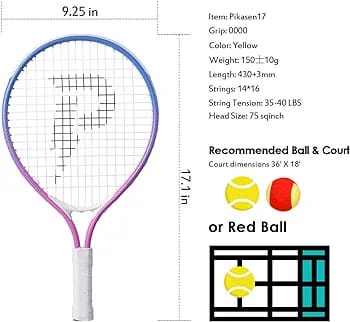 9.25 in
Item: Pikasen17
Grip: 0000
Color: Yellow
Weight: 150±10g
Length: 430+3mm
Strings: 14*16
String Tension: 35-40 LBS
Head Size: 75 sqinch
17.1 in
P
Recommended Ball & Court
Court dimensions 36' X 18'
or Red Ball